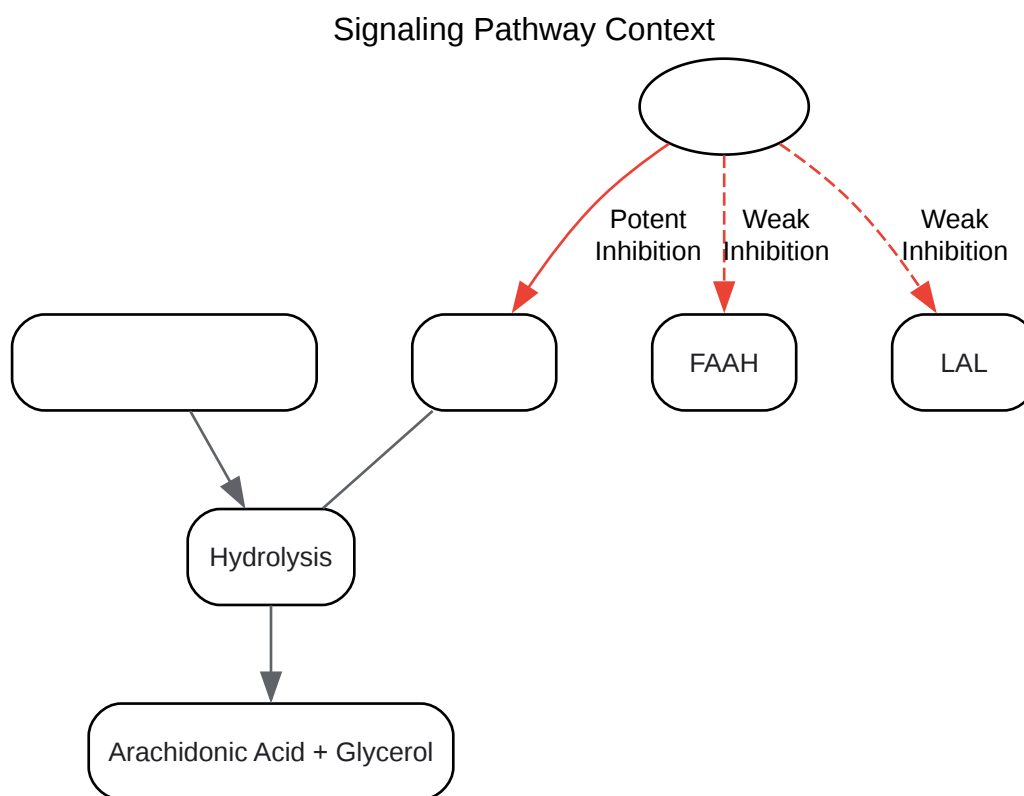 Signaling Pathway Context
Potent
Inhibition
Weak
Inhibition
Weak
Inhibition
FAAH
LAL
Hydrolysis
Arachidonic Acid + Glycerol